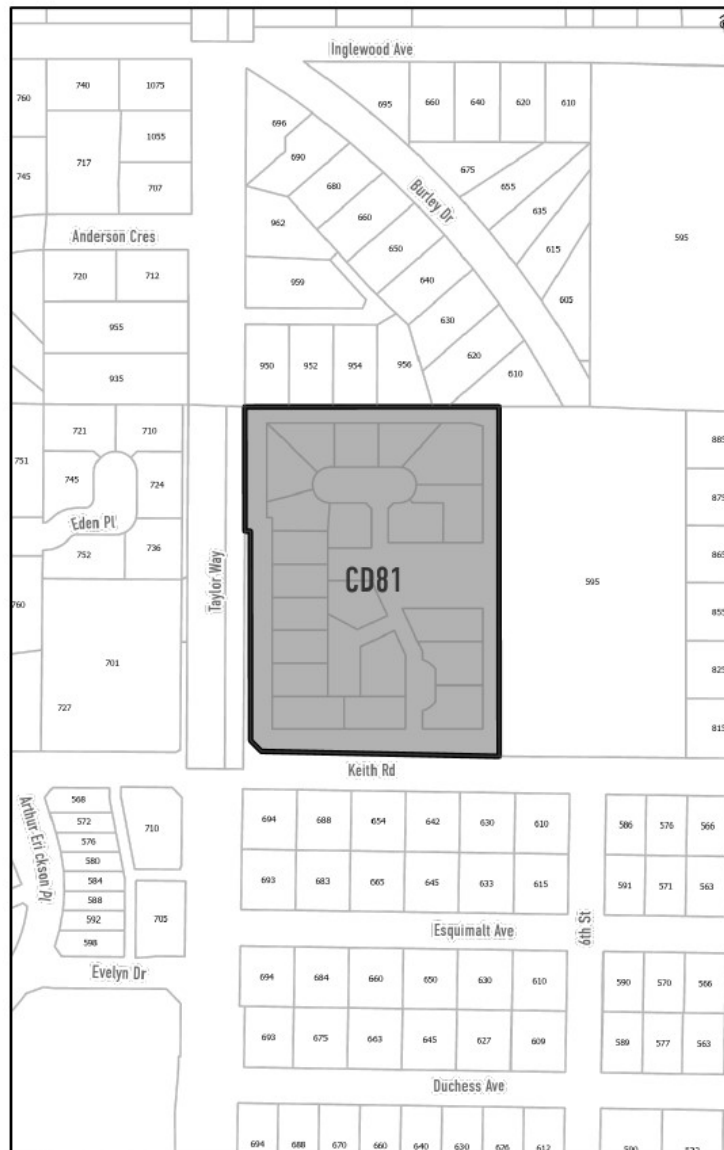 Inglewood Ave
760 740 1075
745 717 1055
707
696 695 660 640 620 610
690 675
680 655
660 635
650 615
640 605
630
620
610
Burley Dr
595
962
959
Anderson Cres
720 712
955
935
950 952 954 956
721 710
751 745 724
Eden Pl
752 736
760
701
727
Taylor Way
CD81
595
885
875
865
855
825
815
Keith Rd
Arthur Eri ckson Pl
568
572
576
580
584
588
592
598
710
705
Evelyn Dr
694 688 654 642 630 610
693 683 665 645 633 615
586 576 566
591 571 563
Esquimalt Ave
6th St
694 684 660 650 630 610
693 675 663 645 627 609
590 570 566
589 577 563
Duchess Ave
694 688 670 660 640 630 626 612